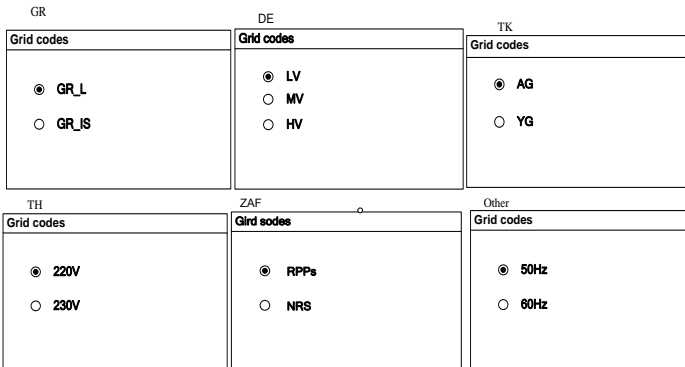 GR
Grid codes
GR_L
GR_IS
DE
Grid codes
LV
MV
HV
TK
Grid codes
AG
YG
TH
Grid codes
220V
230V
ZAF
Gird sodes
RPPs
NRS
Other
Grid codes
50Hz
60Hz